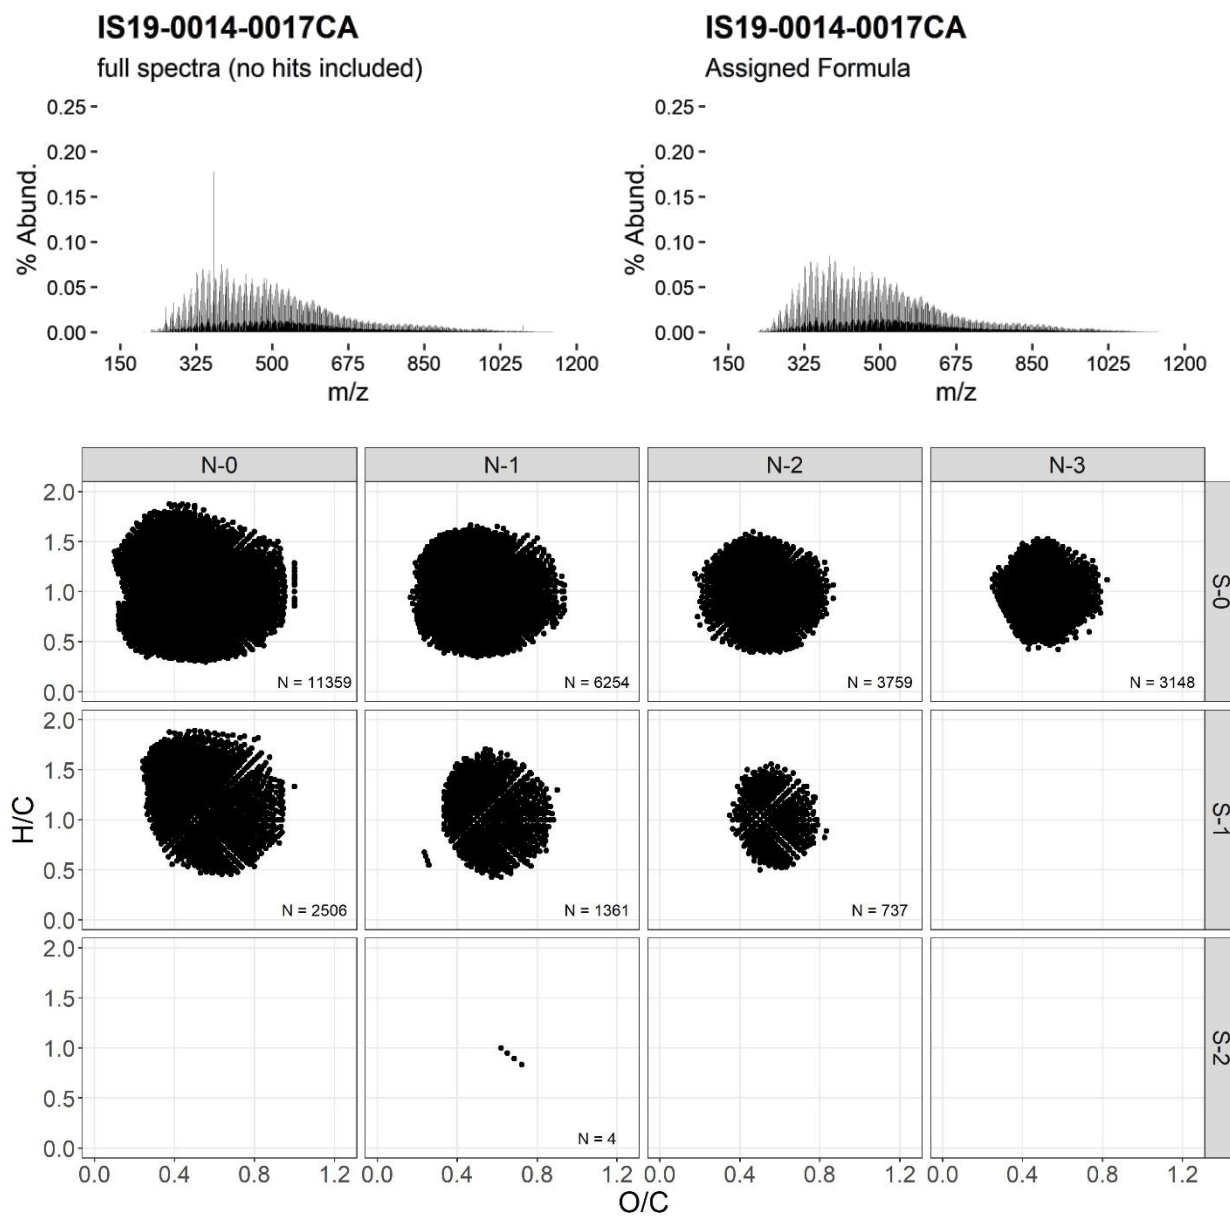 IS19-0014-0017CA
full spectra (no hits included)
% Abund.
0.25
0.20
0.15
0.10
0.05
0.00
150 325 500 675 850 1025 1200
m/z
IS19-0014-0017CA
Assigned Formula
% Abund.
0.25
0.20
0.15
0.10
0.05
0.00
150 325 500 675 850 1025 1200
m/z
N-0 N-1 N-2 N-3
H/C
2.0
1.5
1.0
0.5
0.0
N = 11359
N = 6254
N = 3759
N = 3148
S-0
2.0
1.5
1.0
0.5
0.0
N = 2506
N = 1361
N = 737
S-1
2.0
1.5
1.0
0.5
0.0
N = 4
S-2
0.0 0.4 0.8 1.2
0.0 0.4 0.8 1.2
0.0 0.4 0.8 1.2
0.0 0.4 0.8 1.2
O/C